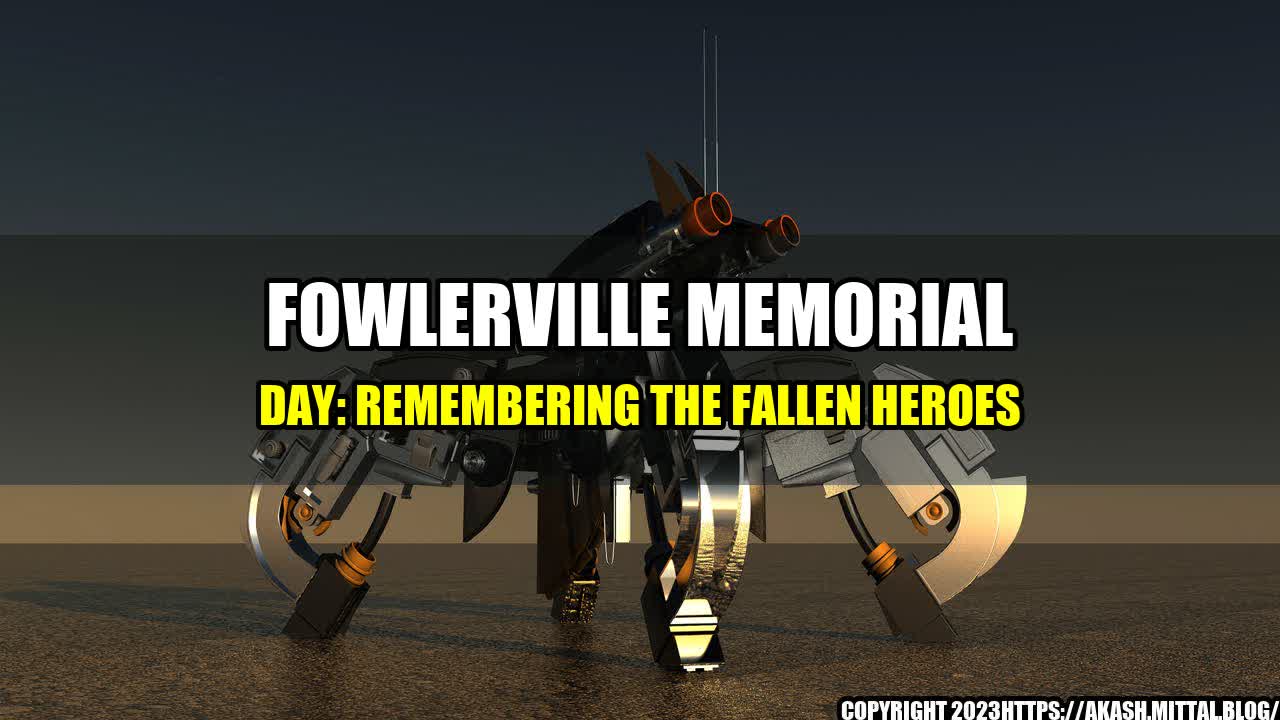 FOWLERVILLE MEMORIAL
DAY: REMEMBERING THE FALLEN HEROES
COPYRIGHT 2023HTTPS://AKASH.MITTAL.BLOG/